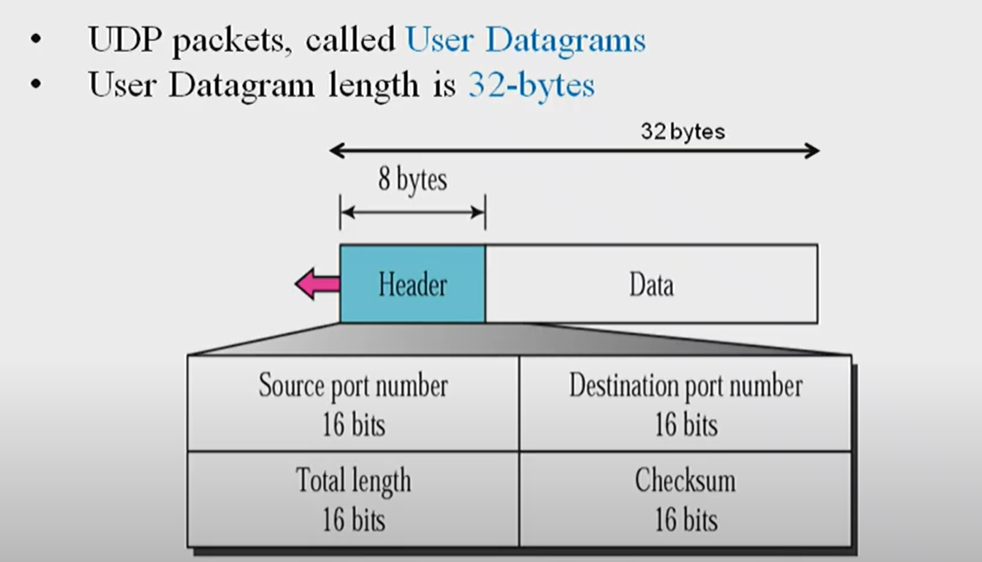 • UDP packets, called User Datagrams
• User Datagram length is 32-bytes
32 bytes
8 bytes
Header
Data
Source port number
16 bits
Destination port number
16 bits
Total length
16 bits
Checksum
16 bits